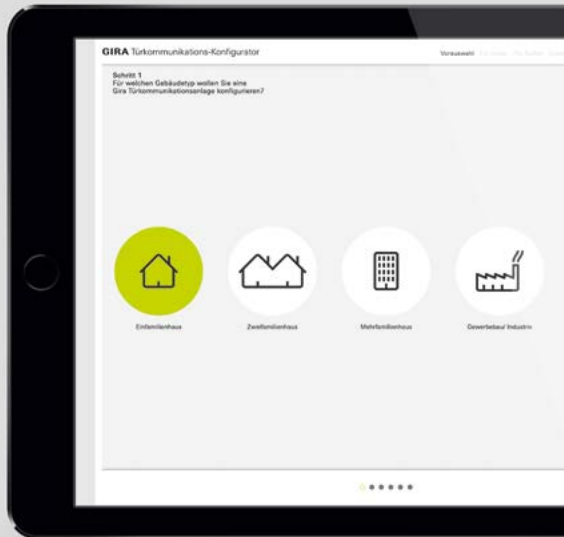 GIRA Türkommunikations-Konfigurator
Vorauswahl
Schritt 1
Für welchen Gebäudetyp wollen Sie eine
Gira Türkommunikationsanlage konfigurieren?
Einfamilienhaus
Zweifamilienhaus
Mehrfamilienhaus
Gewerbebau/ Industrie